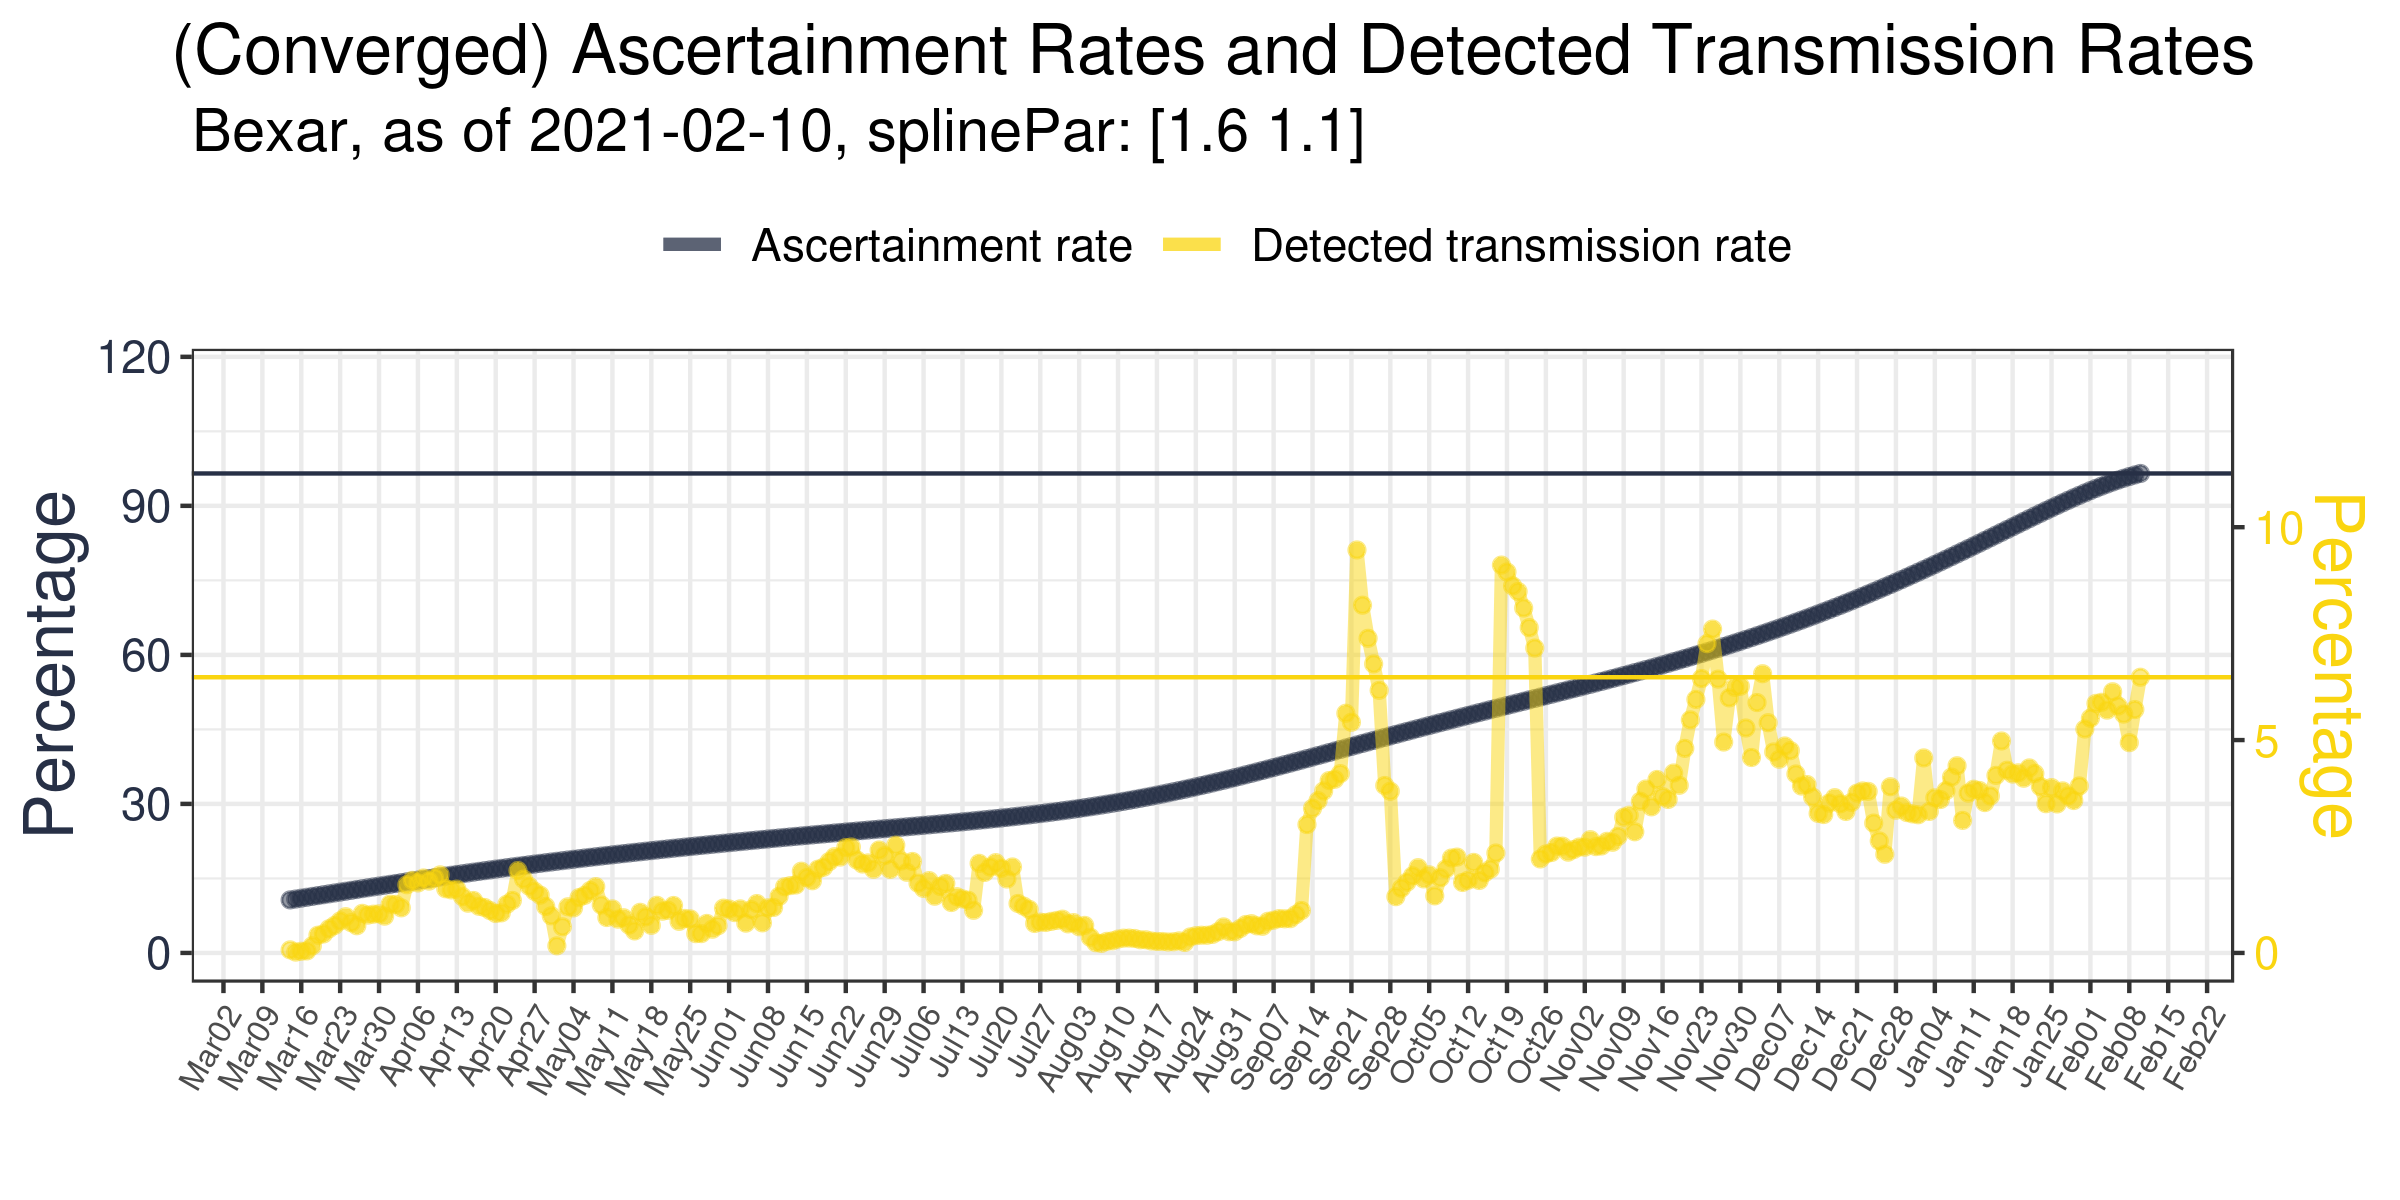 (Converged) Ascertainment Rates and Detected Transmission Rates
Bexar, as of 2021-02-10, splinePar: [1.6 1.1]
Ascertainment rate Detected transmission rate
Percentage
120
90
60
30
0
10
5
0
Percentage
Mar02 Mar09 Mar16 Mar23 Mar30 Apr06 Apr13 Apr20 Apr27 May04 May11 May18 May25 Jun01 Jun08 Jun15 Jun22 Jun29 Jul06 Jul13 Jul20 Jul27 Aug03 Aug10 Aug17 Aug24 Aug31 Sep07 Sep14 Sep21 Sep28 Oct05 Oct12 Oct19 Oct26 Nov02 Nov09 Nov16 Nov23 Nov30 Dec07 Dec14 Dec21 Dec28 Jan04 Jan11 Jan18 Jan25 Feb01 Feb08 Feb15 Feb22